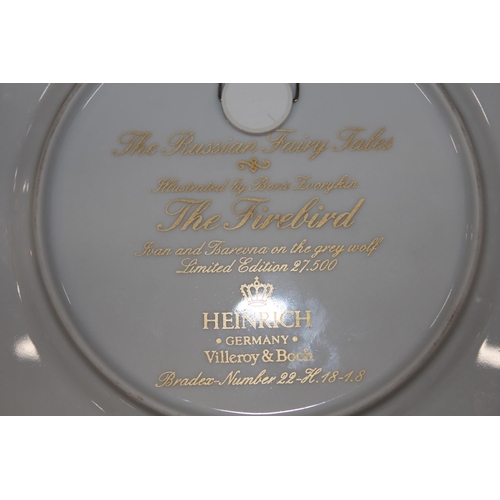 The Russian Fairy Tales
Illustrated by Boris Zvorykin
The Firebird
Ivan and Tsarevna on the grey wolf
Limited Edition 27.500
HEINRICH
• GERMANY •
Villeroy & Boch
Bradex-Number 22-H.18-1.8